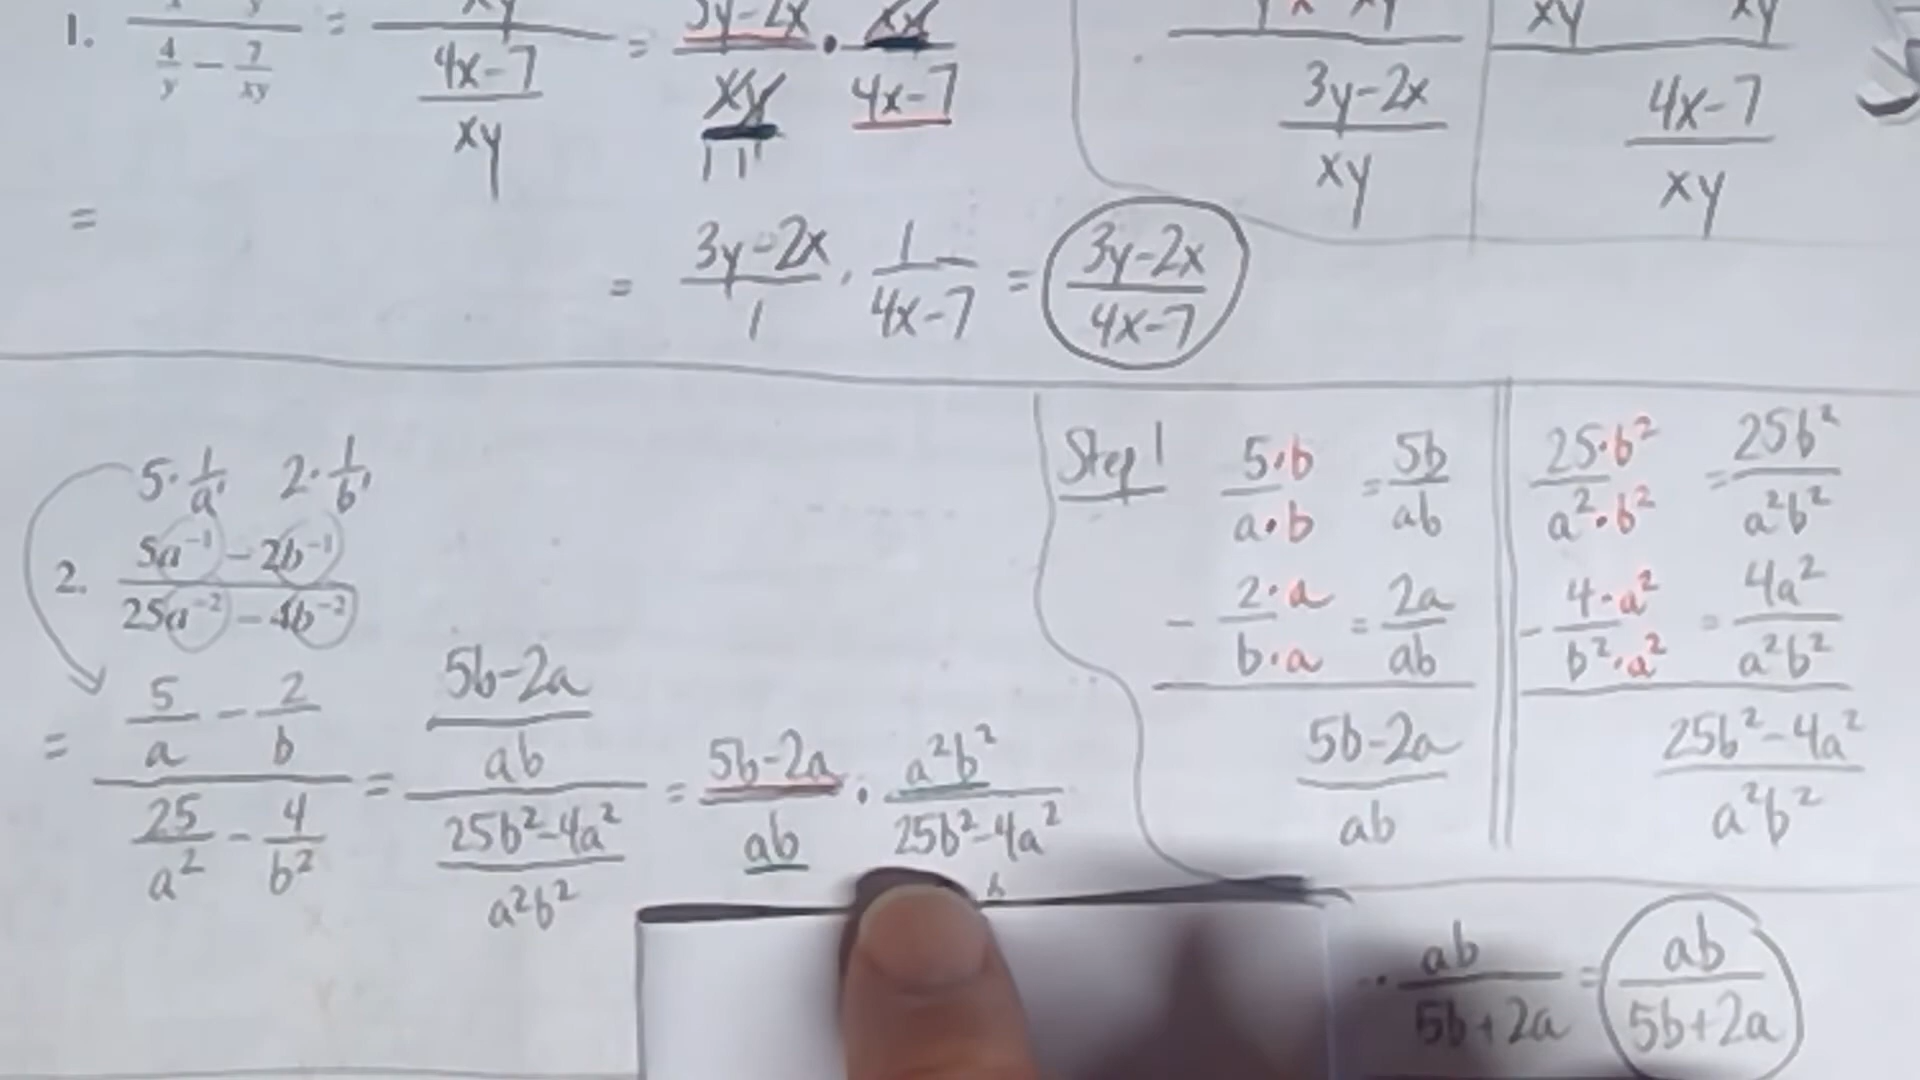 1. 4/y - 7/xy = xy / (4x-7)/xy = 3y-2x/xy · xy/4x-7
3y-2x/xy
4x-7/xy
=
= 3y-2x/1 · 1/4x-7 = 3y-2x/4x-7
5·1/a¹ 2·1/b¹
2. 5a⁻¹ - 2b⁻¹ / 25a⁻² - 4b⁻²
= (5/a - 2/b) / (25/a² - 4/b²) = (5b-2a/ab) / (25b²-4a²/a²b²) = 5b-2a/ab · a²b²/25b²-4a²
Step 1
5·b/a·b = 5b/ab
- 2·a/b·a = 2a/ab
5b-2a/ab
25·b²/a²·b² = 25b²/a²b²
- 4·a²/b²·a² = 4a²/a²b²
25b²-4a²/a²b²
· ab/5b+2a = ab/5b+2a